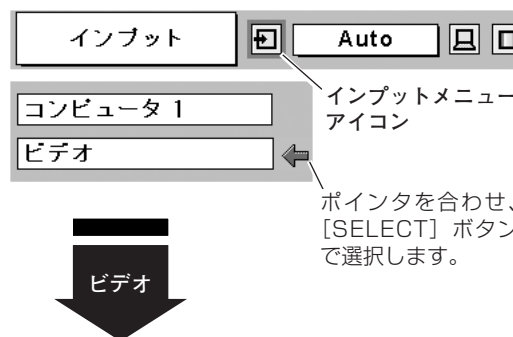 インプット
Auto
インプットメニュー
アイコン
コンピュータ 1
ビデオ
ポインタを合わせ、
[SELECT] ボタン
で選択します。
ビデオ